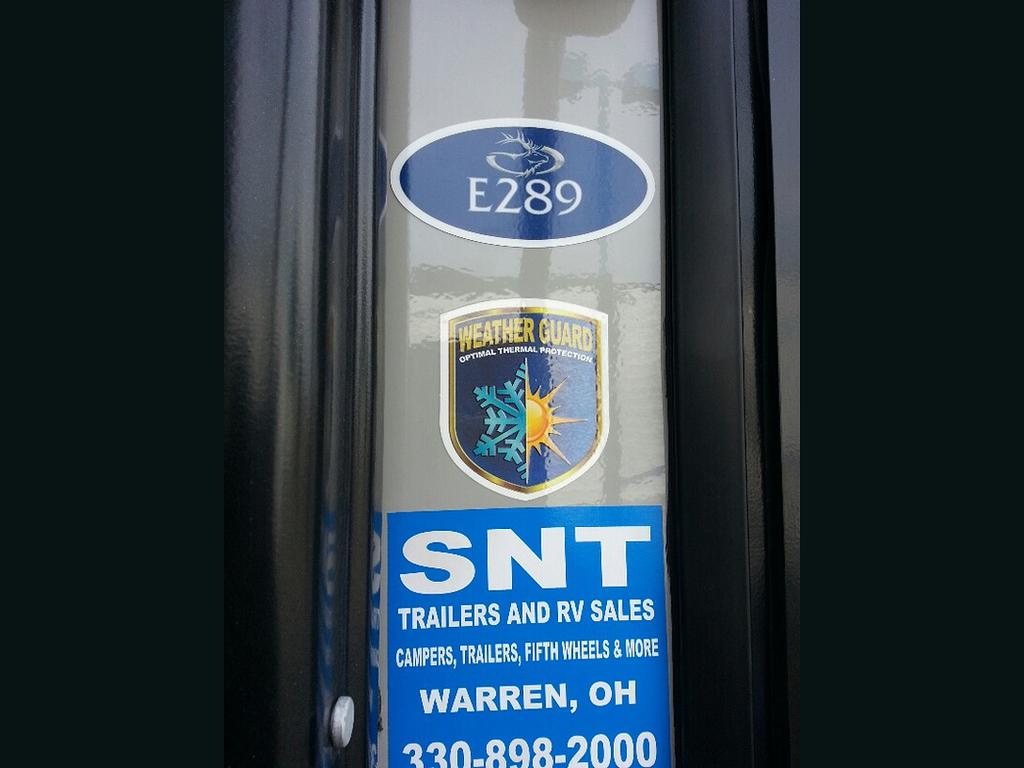 E289
WEATHER GUARD
OPTIMAL THERMAL PROTECTION
SNT
TRAILERS AND RV SALES
CAMPERS, TRAILERS, FIFTH WHEELS & MORE
WARREN, OH
330-898-2000